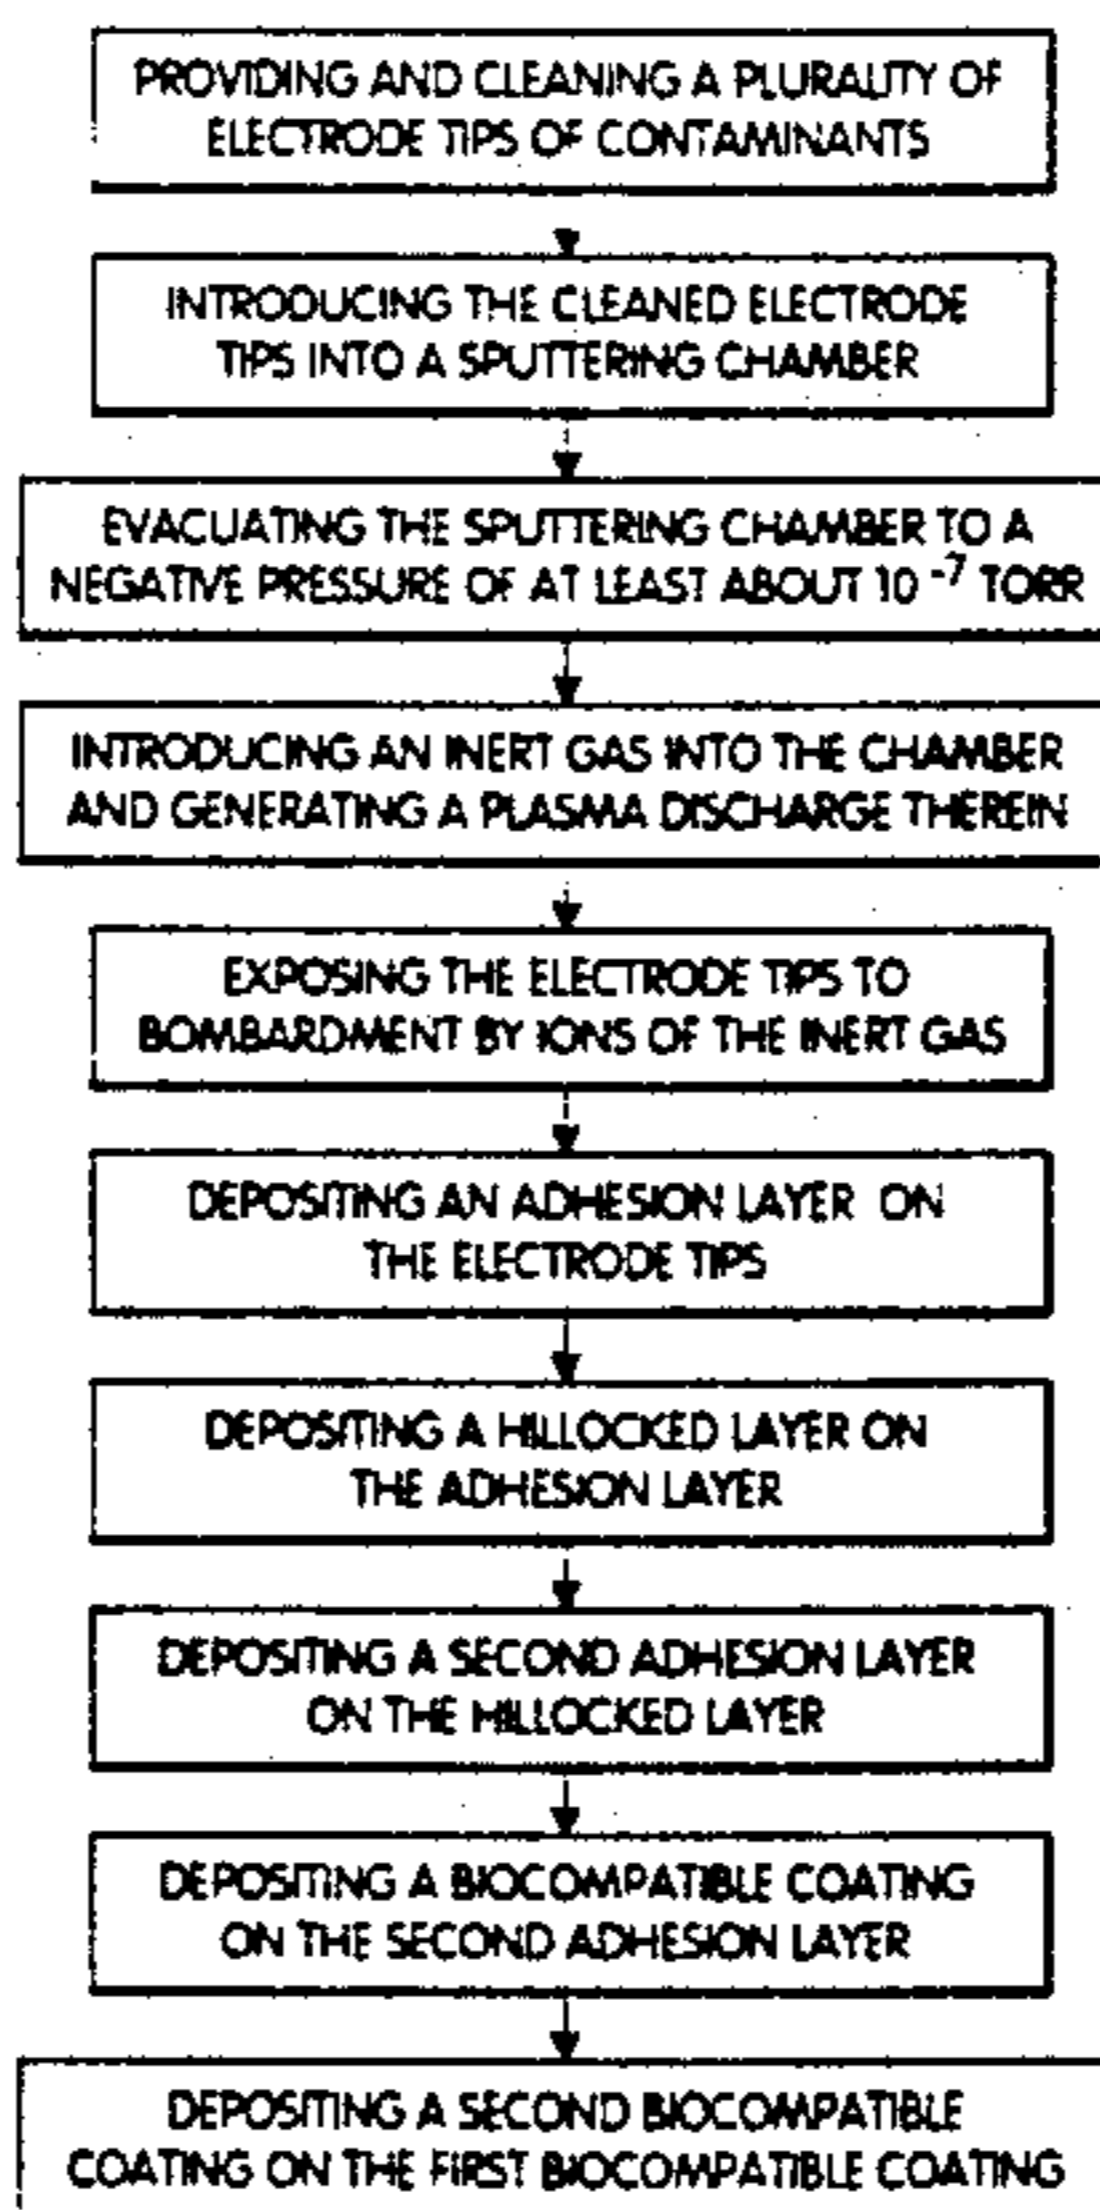 PROVIDING AND CLEANING A PLURALITY OF
ELECTRODE TIPS OF CONTAMINANTS
INTRODUCING THE CLEANED ELECTRODE
TIPS INTO A SPUTTERING CHAMBER
EVACUATING THE SPUTTERING CHAMBER TO A
NEGATIVE PRESSURE OF AT LEAST ABOUT 10⁻⁷ TORR
INTRODUCING AN INERT GAS INTO THE CHAMBER
AND GENERATING A PLASMA DISCHARGE THEREIN
EXPOSING THE ELECTRODE TIPS TO
BOMBARDMENT BY IONS OF THE INERT GAS
DEPOSITING AN ADHESION LAYER ON
THE ELECTRODE TIPS
DEPOSITING A HILLOCKED LAYER ON
THE ADHESION LAYER
DEPOSITING A SECOND ADHESION LAYER
ON THE HILLOCKED LAYER
DEPOSITING A BIOCOMPATIBLE COATING
ON THE SECOND ADHESION LAYER
DEPOSITING A SECOND BIOCOMPATIBLE
COATING ON THE FIRST BIOCOMPATIBLE COATING